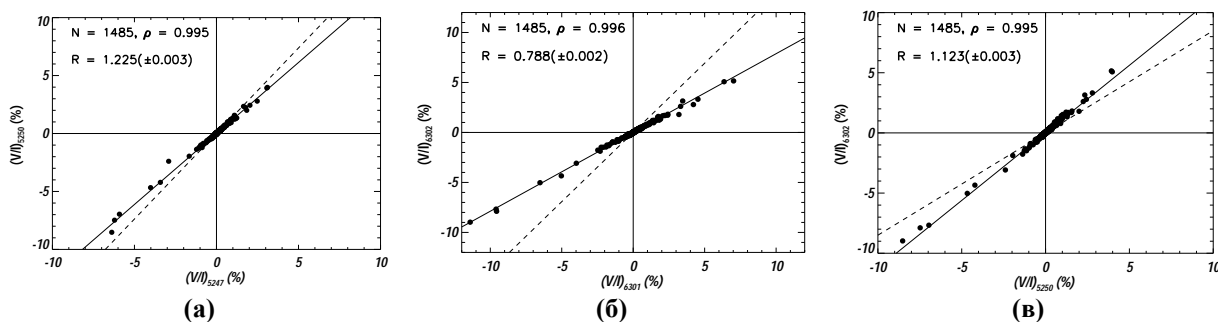 N = 1485, ρ = 0.995
R = 1.225(±0.003)
(V/I)5250 (%)
10
5
0
-5
-10
-10 -5 0 5 10
(V/I)5247 (%)
(а)
N = 1485, ρ = 0.996
R = 0.788(±0.002)
(V/I)6302 (%)
10
5
0
-5
-10
-10 -5 0 5 10
(V/I)6301 (%)
(б)
N = 1485, ρ = 0.995
R = 1.123(±0.003)
(V/I)6302 (%)
10
5
0
-5
-10
-10 -5 0 5 10
(V/I)5250 (%)
(в)